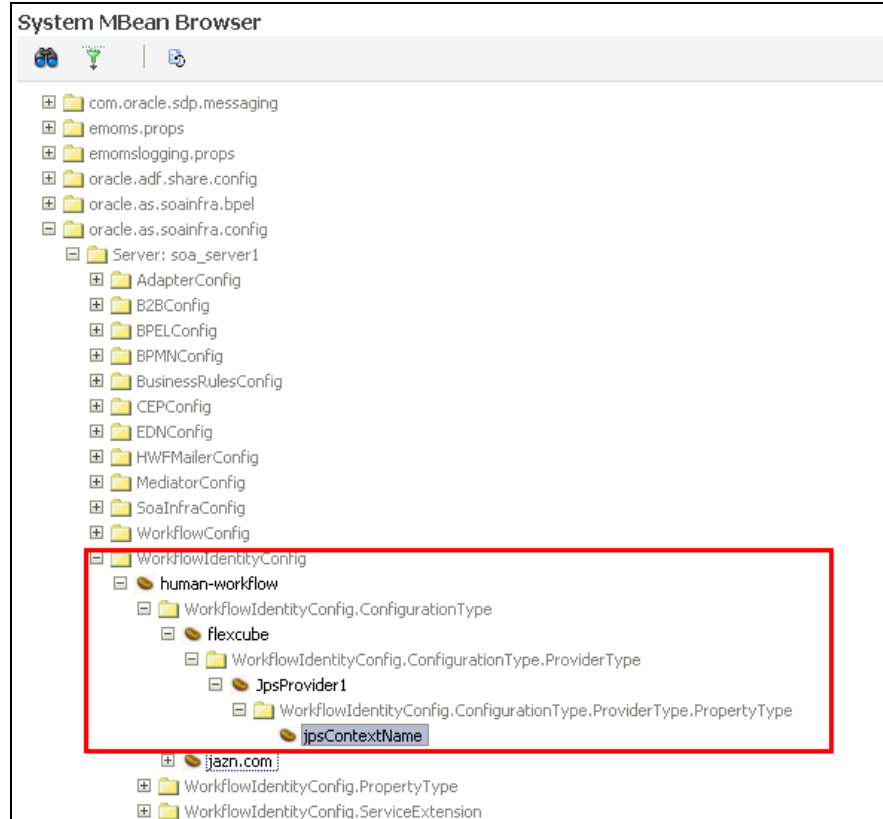 System MBean Browser
com.oracle.sdp.messaging
emoms.props
emomslogging.props
oracle.adf.share.config
oracle.as.soainfra.bpel
oracle.as.soainfra.config
Server: soa_server1
AdapterConfig
B2BConfig
BPELConfig
BPMNConfig
BusinessRulesConfig
CEPConfig
EDNConfig
HWFMailerConfig
MediatorConfig
SoaInfraConfig
WorkflowConfig
WorkflowIdentityConfig
human-workflow
WorkflowIdentityConfig.ConfigurationType
flexcube
WorkflowIdentityConfig.ConfigurationType.ProviderType
JpsProvider1
WorkflowIdentityConfig.ConfigurationType.ProviderType.PropertyType
jpsContextName
jazn.com
WorkflowIdentityConfig.PropertyType
WorkflowIdentityConfig.ServiceExtension